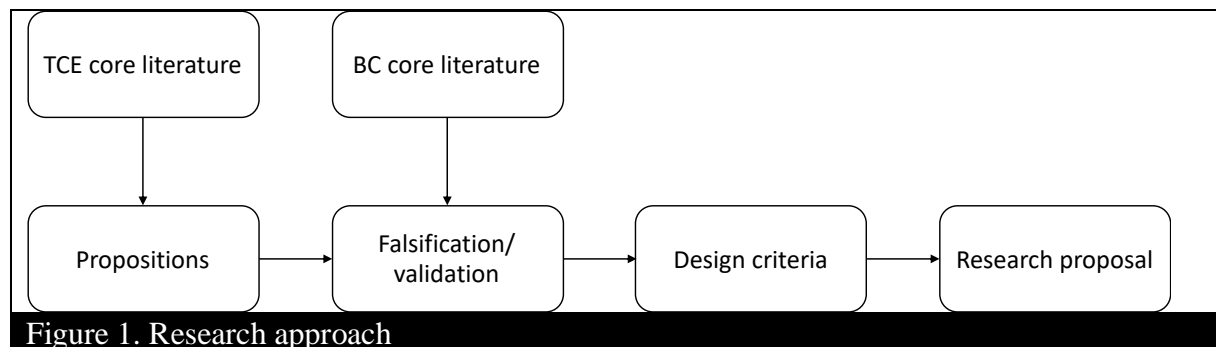 TCE core literature
BC core literature
Propositions
Falsification/
validation
Design criteria
Research proposal
Figure 1. Research approach